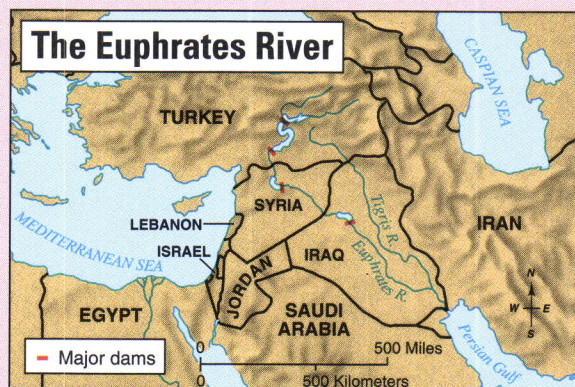 The Euphrates River
CASPIAN SEA
TURKEY
SYRIA
Tigris R.
LEBANON
IRAN
MEDITERRANEAN SEA
ISRAEL
IRAQ
Euphrates R.
JORDAN
N
W E
S
EGYPT
SAUDI
ARABIA
Persian Gulf
Major dams
0 500 Miles
0 500 Kilometers